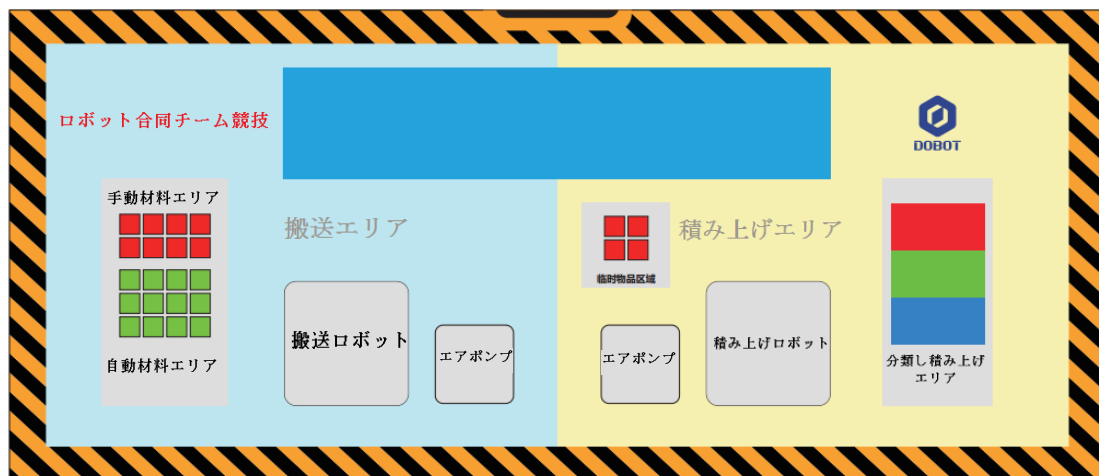 ロボット合同チーム競技
DOBOT
手動材料エリア
搬送エリア
积み上げエリア
临时物品区域
搬送ロボット
エアポンプ
エアポンプ
積み上げロボット
自動材料エリア
分類し積み上げ
エリア